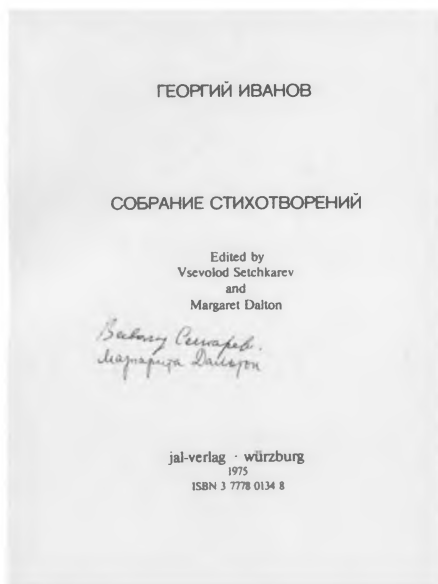 ГЕОРГИЙ ИВАНОВ
СОБРАНИЕ СТИХОТВОРЕНИЙ
Edited by
Vsevolod Setchkarev
and
Margaret Dalton
Всеволод Сечкарев.
Маргарита Дальтон
jal-verlag · würzburg
1975
ISBN 3 7778 0134 8